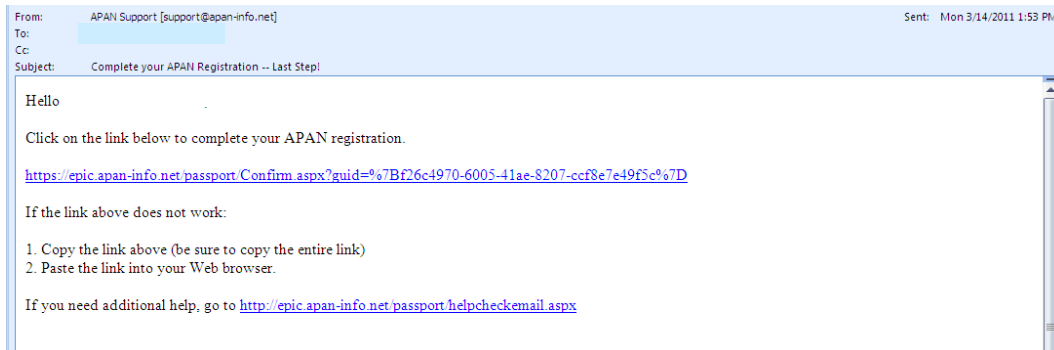 From: APAN Support [support@apan-info.net] Sent: Mon 3/14/2011 1:53 PM
To:
Cc:
Subject: Complete your APAN Registration -- Last Step!
Hello .
Click on the link below to complete your APAN registration.
https://epic.apan-info.net/passport/Confirm.aspx?guid=%7Bf26c4970-6005-41ae-8207-ccf8e7e49f5c%7D
If the link above does not work:
1. Copy the link above (be sure to copy the entire link)
2. Paste the link into your Web browser.
If you need additional help, go to http://epic.apan-info.net/passport/helpcheckemail.aspx